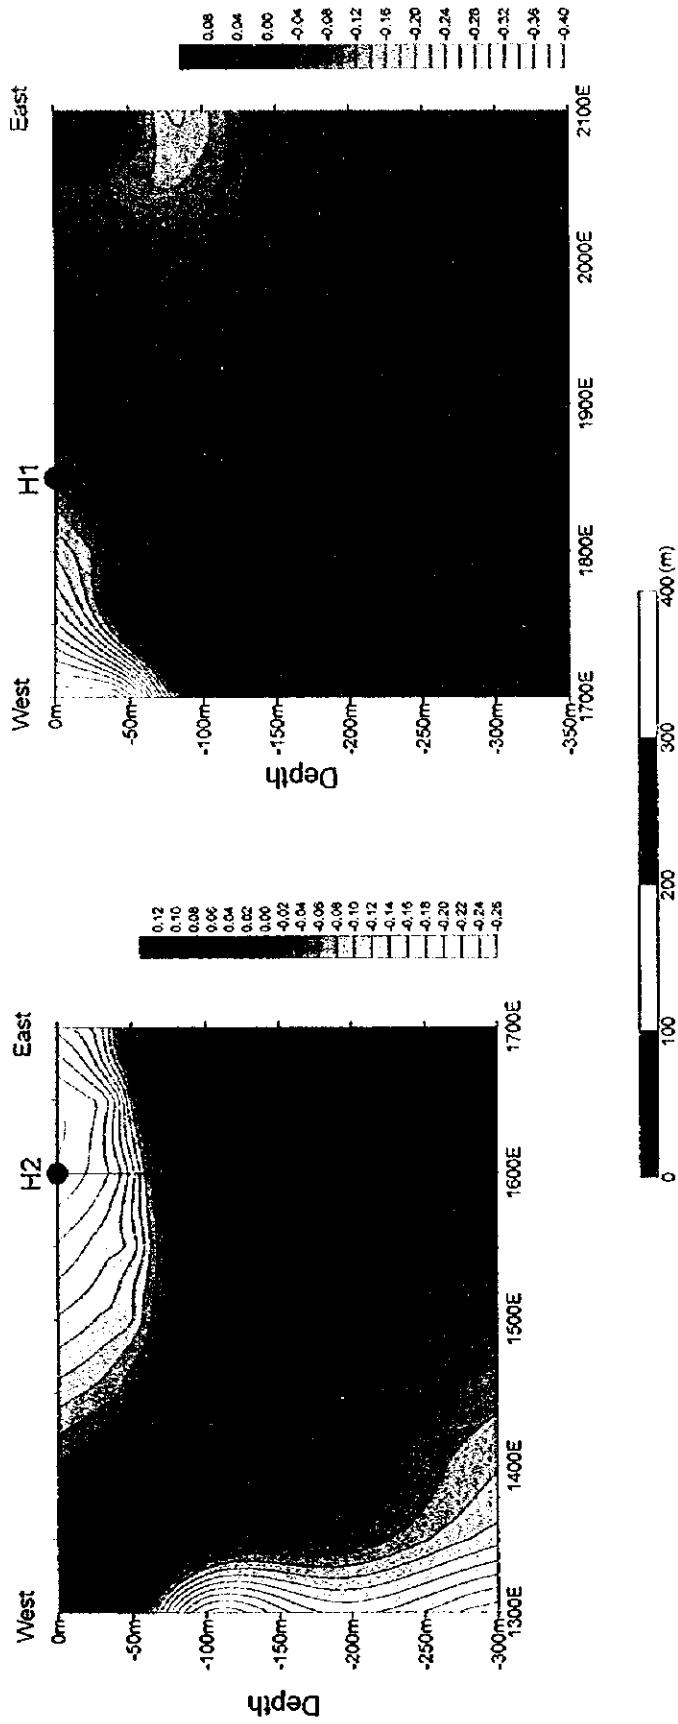 West H2 East
Depth
0m
-50m
-100m
-150m
-200m
-250m
-300m
1300E 1400E 1500E 1600E 1700E
0.12
0.10
0.08
0.06
0.04
0.02
0.00
-0.02
-0.04
-0.06
-0.08
-0.10
-0.12
-0.14
-0.16
-0.18
-0.20
-0.22
-0.24
-0.26
West H1 East
Depth
0m
-50m
-100m
-150m
-200m
-250m
-300m
-350m
1700E 1800E 1900E 2000E 2100E
0.08
0.04
0.00
-0.04
-0.08
-0.12
-0.16
-0.20
-0.24
-0.28
-0.32
-0.36
-0.40
0 100 200 300 400 (m)